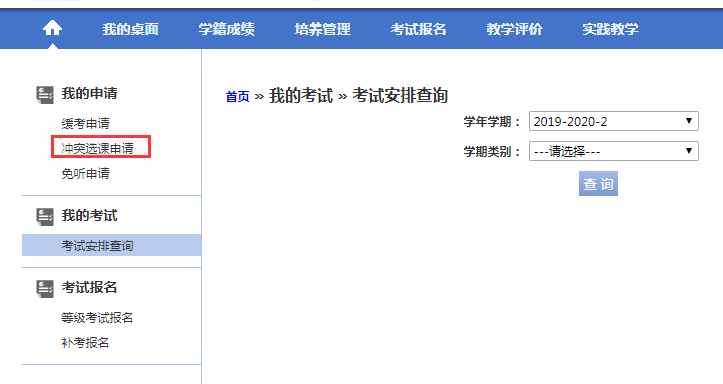 我的桌面 学籍成绩 培养管理 考试报名 教学评价 实践教学
我的申请
缓考申请
冲突选课申请
免听申请
我的考试
考试安排查询
考试报名
等级考试报名
补考报名
首页 » 我的考试 » 考试安排查询
学年学期： 2019-2020-2
学期类别： ---请选择---
查 询